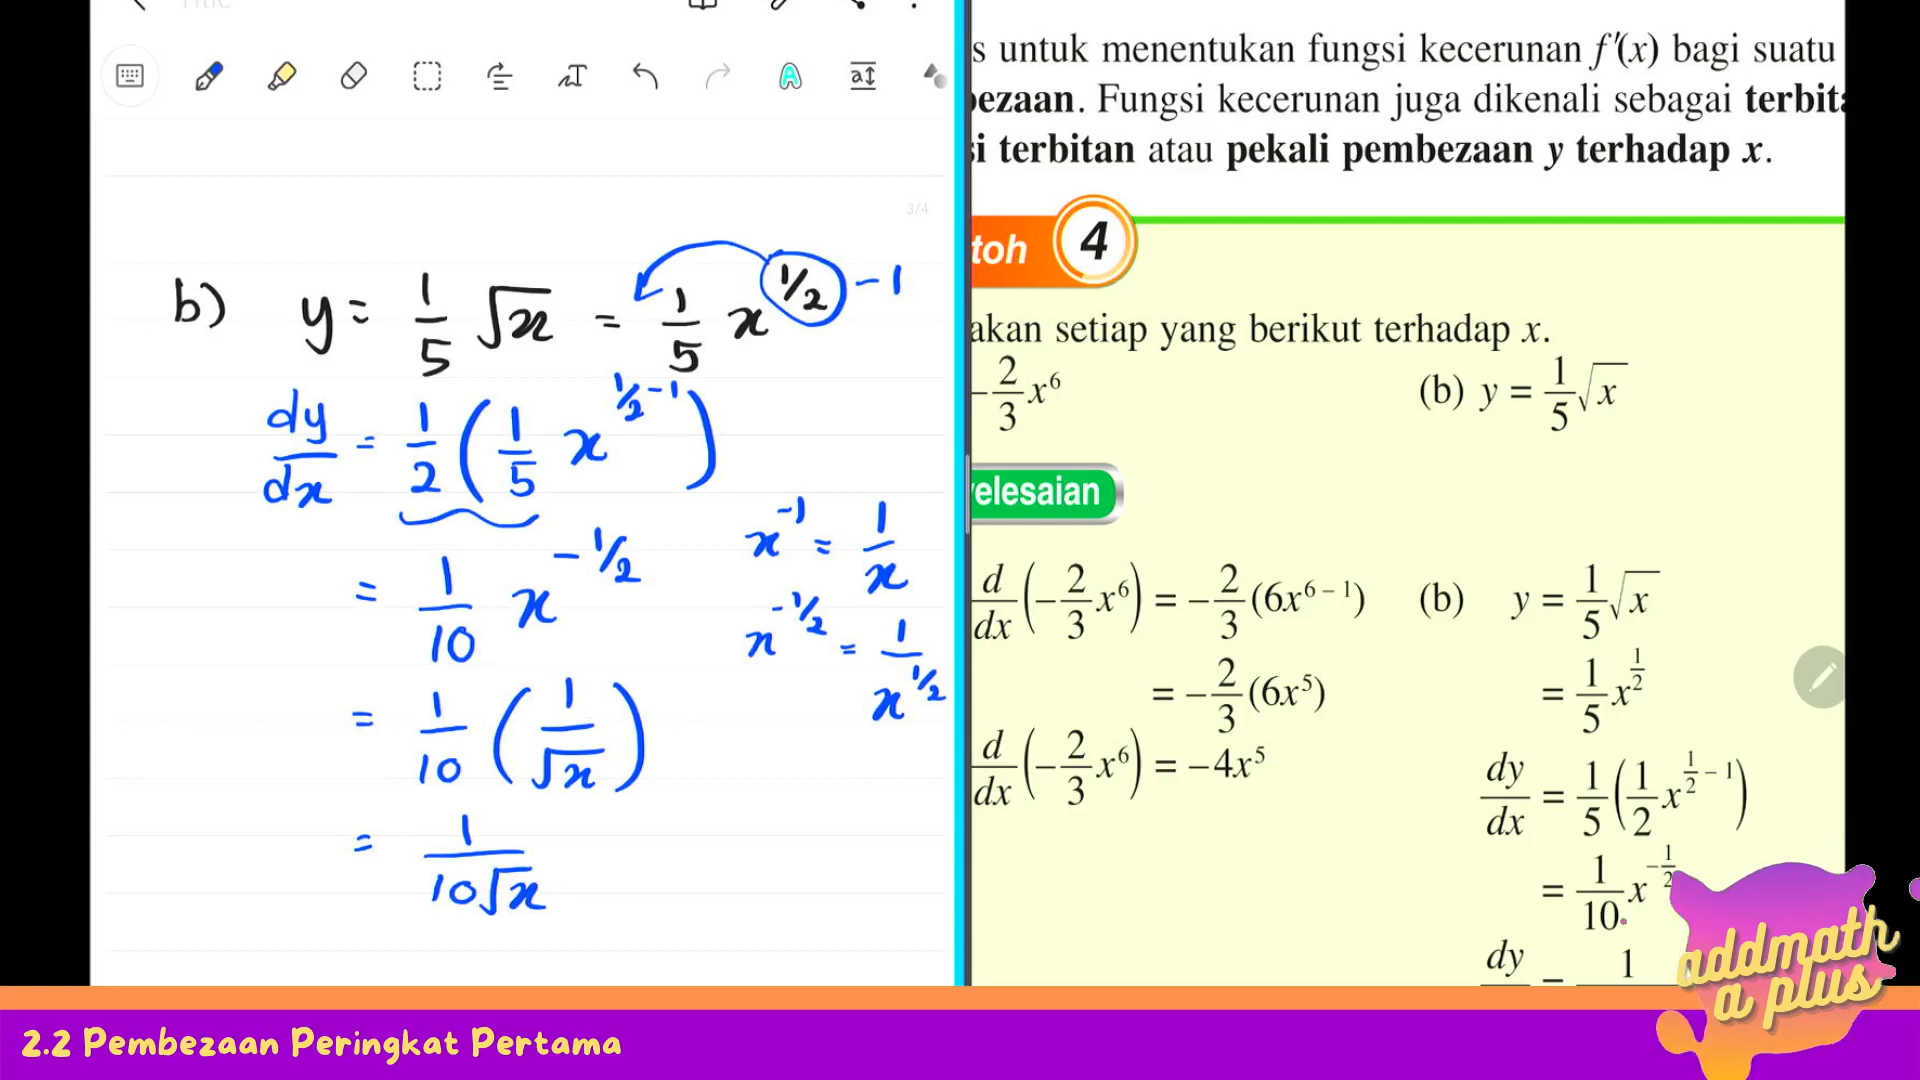 Title
3/4
b) y = 1/5 √x = 1/5 x^1/2 - 1
dy/dx = 1/2 (1/5 x^1/2-1)
= 1/10 x^-1/2
x^-1 = 1/x
x^-1/2 = 1/x^1/2
= 1/10 (1/√x)
= 1/10√x
s untuk menentukan fungsi kecerunan f′(x) bagi suatu
ezaan. Fungsi kecerunan juga dikenali sebagai terbit
i terbitan atau pekali pembezaan y terhadap x.
toh 4
akan setiap yang berikut terhadap x.
-2/3 x^6
(b) y = 1/5 √x
elesaian
d/dx (-2/3 x^6) = -2/3 (6x^6 - 1)
= -2/3 (6x^5)
d/dx (-2/3 x^6) = -4x^5
(b) y = 1/5 √x
= 1/5 x^1/2
dy/dx = 1/5 (1/2 x^1/2 - 1)
= 1/10 x^-1/2
dy = 1
addmath
a plus
2.2 Pembezaan Peringkat Pertama